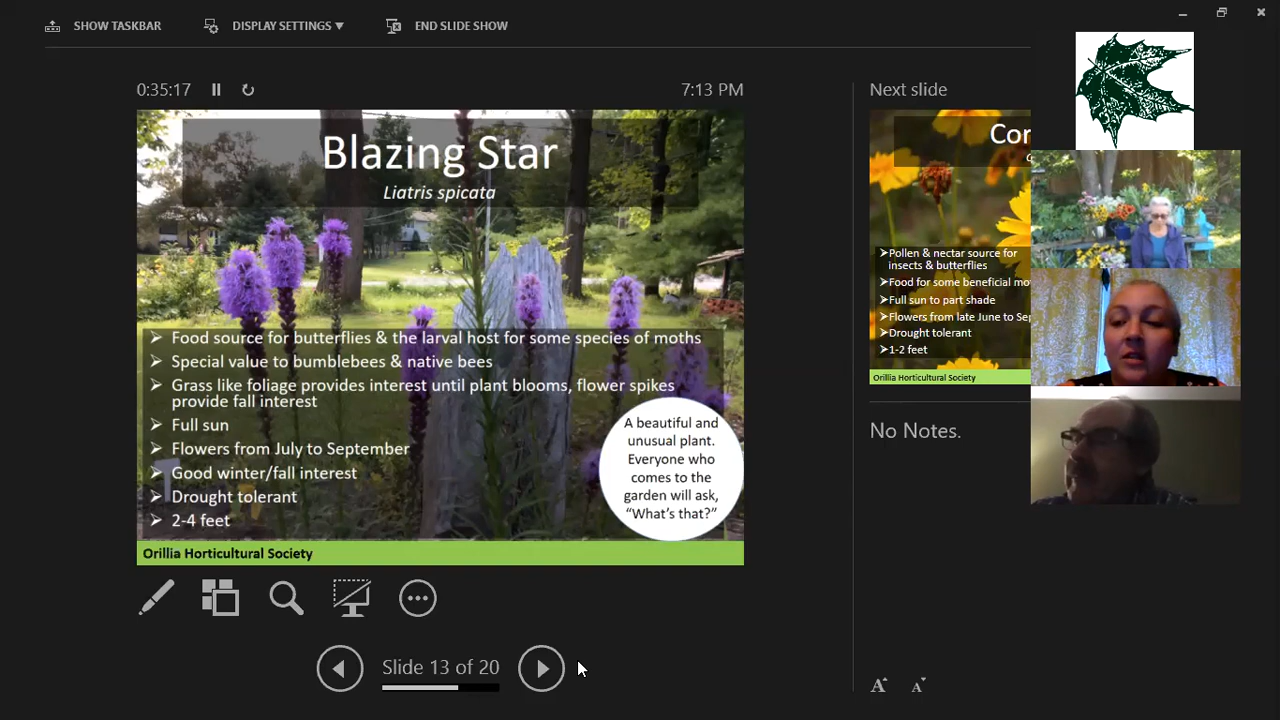 SHOW TASKBAR
DISPLAY SETTINGS
END SLIDE SHOW
0:35:17
7:13 PM
Blazing Star
Liatris spicata
Food source for butterflies & the larval host for some species of moths
Special value to bumblebees & native bees
Grass like foliage provides interest until plant blooms, flower spikes
provide fall interest
Full sun
Flowers from July to September
Good winter/fall interest
Drought tolerant
2-4 feet
A beautiful and
unusual plant.
Everyone who
comes to the
garden will ask,
“What’s that?”
Orillia Horticultural Society
Slide 13 of 20
Next slide
Cor
Pollen & nectar source for
insects & butterflies
Food for some beneficial mo
Full sun to part shade
Flowers from late June to Sep
Drought tolerant
1-2 feet
Orillia Horticultural Society
No Notes.
A
A